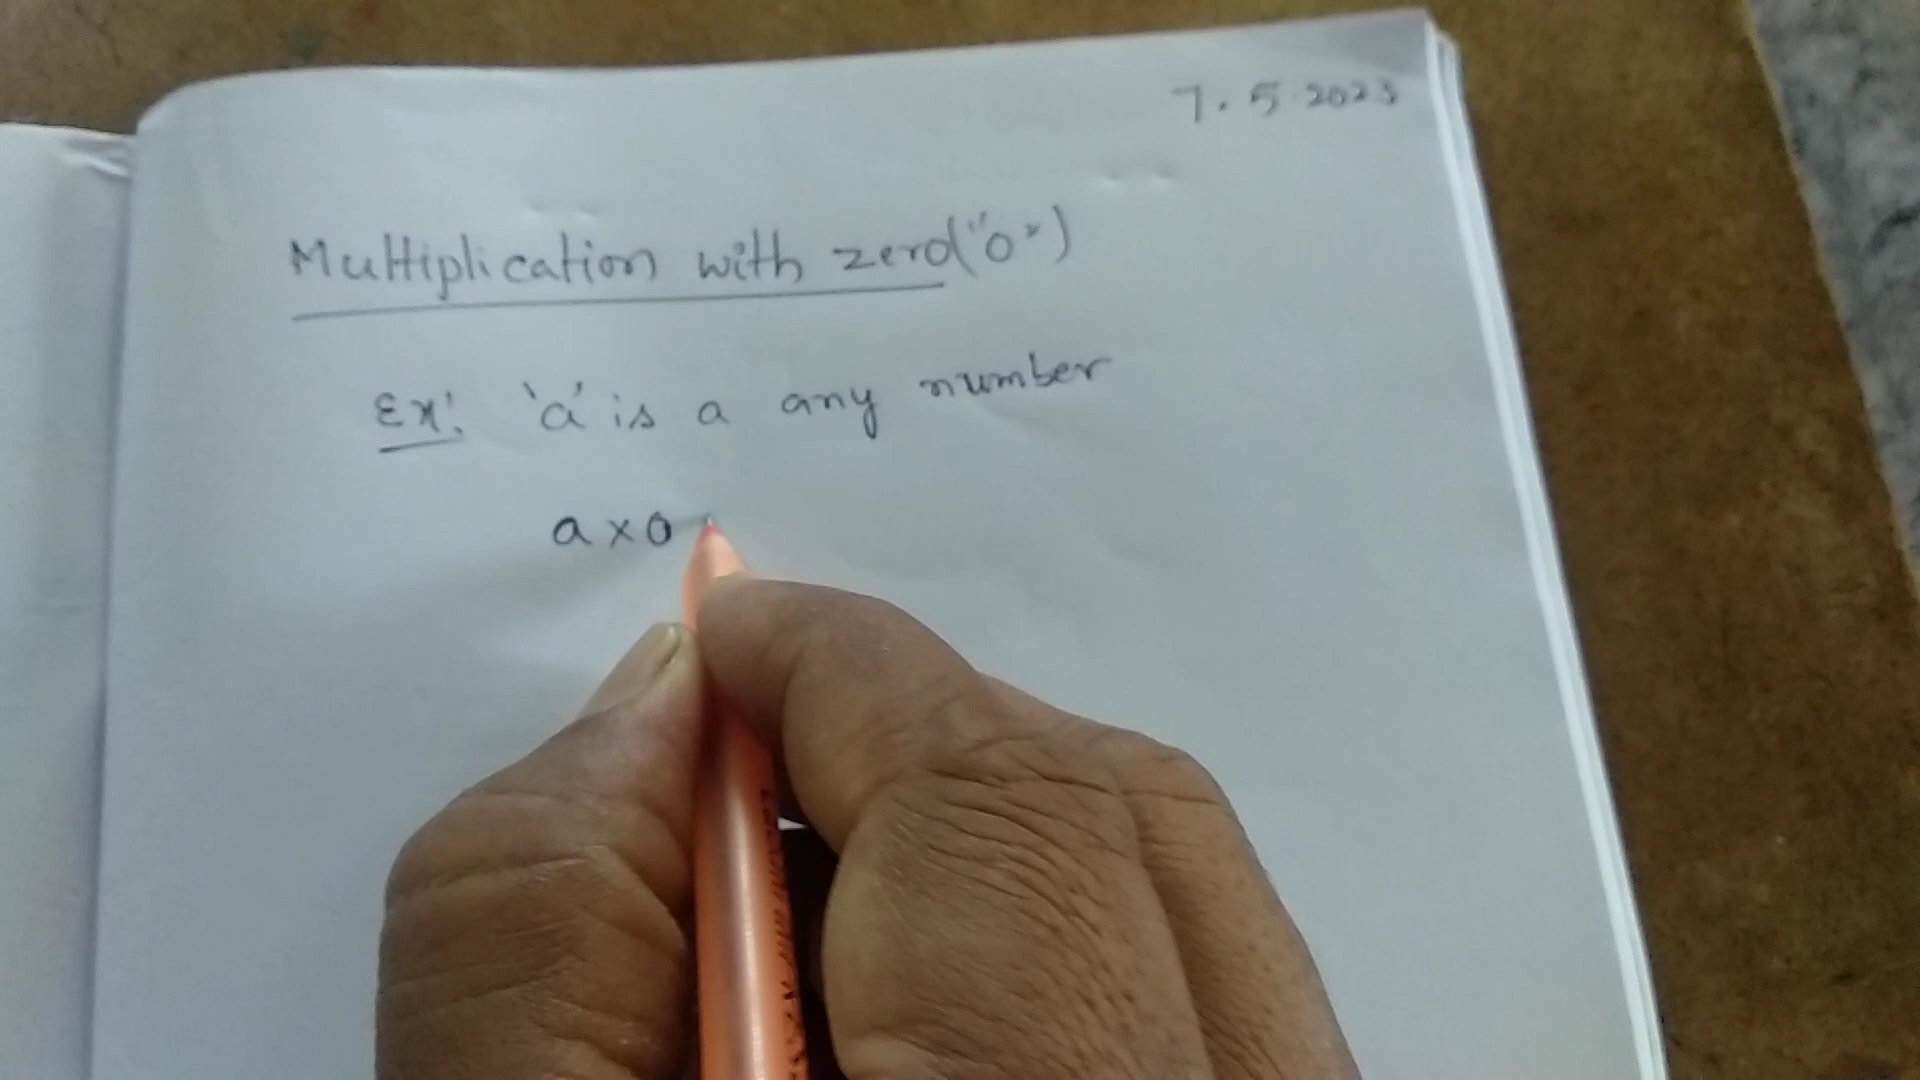 7.5.2023
Multiplication with zero("0")
Ex: 'a' is a any number
a x 0